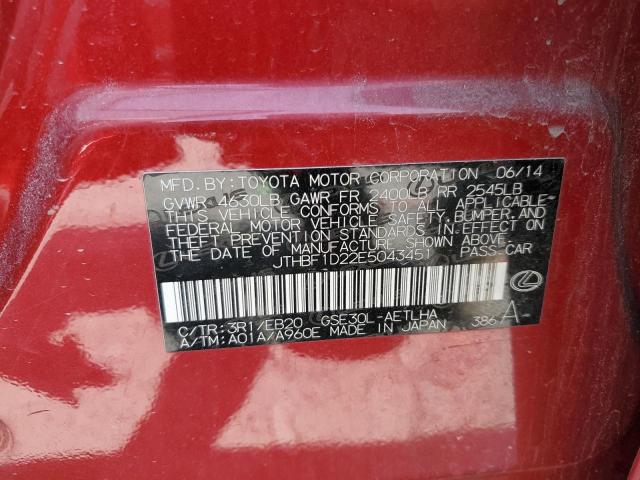 MFD. BY: TOYOTA MOTOR CORPORATION 06/14
GVWR 4630LB GAWR FR 2400LB RR 2545LB
THIS VEHICLE CONFORMS TO ALL APPLICABLE
FEDERAL MOTOR VEHICLE SAFETY, BUMPER, AND
THEFT PREVENTION STANDARDS IN EFFECT ON
THE DATE OF MANUFACTURE SHOWN ABOVE.
JTHBF1D22E5043451 PASS.CAR
C/TR: 3R1/EB20 GSE30L-AETLHA
A/TM: A01A/A960E MADE IN JAPAN 386 A-